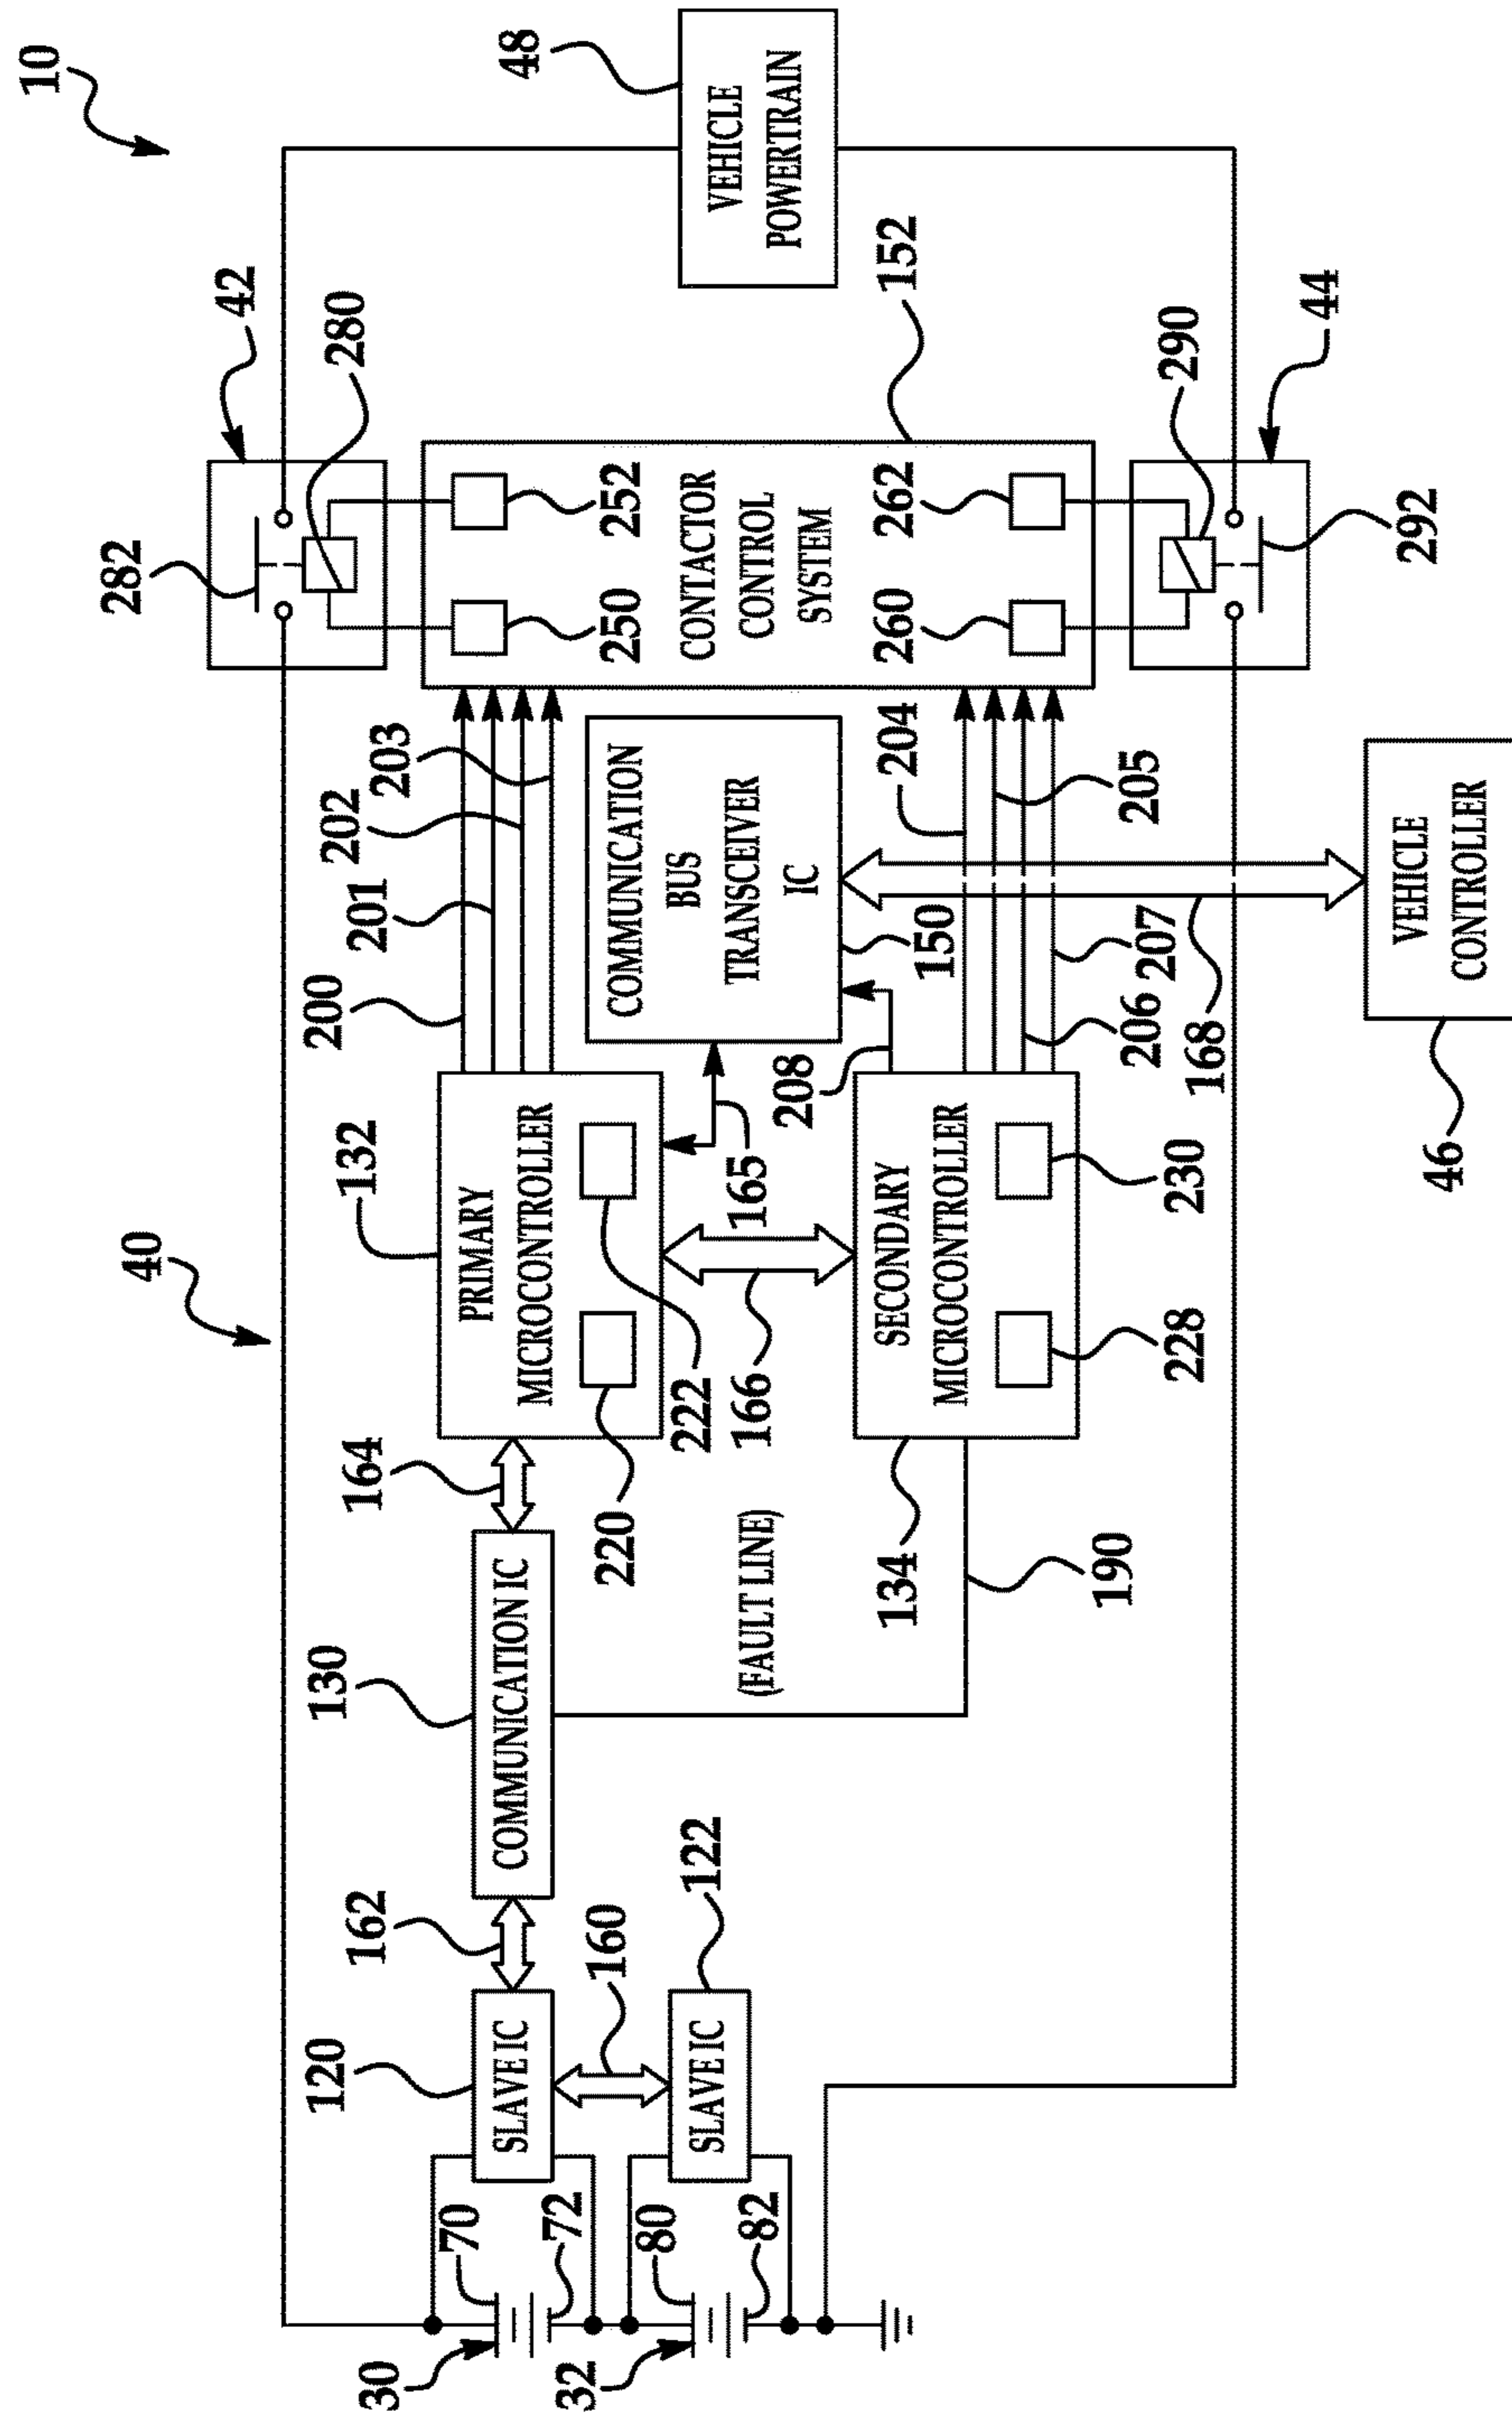 10
40
42
282
280
48
VEHICLE
POWERTRAIN
152
CONTACTOR
CONTROL
SYSTEM
250
252
260
262
290
292
44
200
201
202
203
204
205
206
207
208
168
COMMUNICATION
BUS
TRANSCEIVER
IC
150
VEHICLE
CONTROLLER
46
132
PRIMARY
MICROCONTROLLER
220
222
165
166
SECONDARY
MICROCONTROLLER
228
230
134
190
(FAULT LINE)
164
130
COMMUNICATION IC
162
120
SLAVE IC
160
122
SLAVE IC
70
72
80
82
30
32